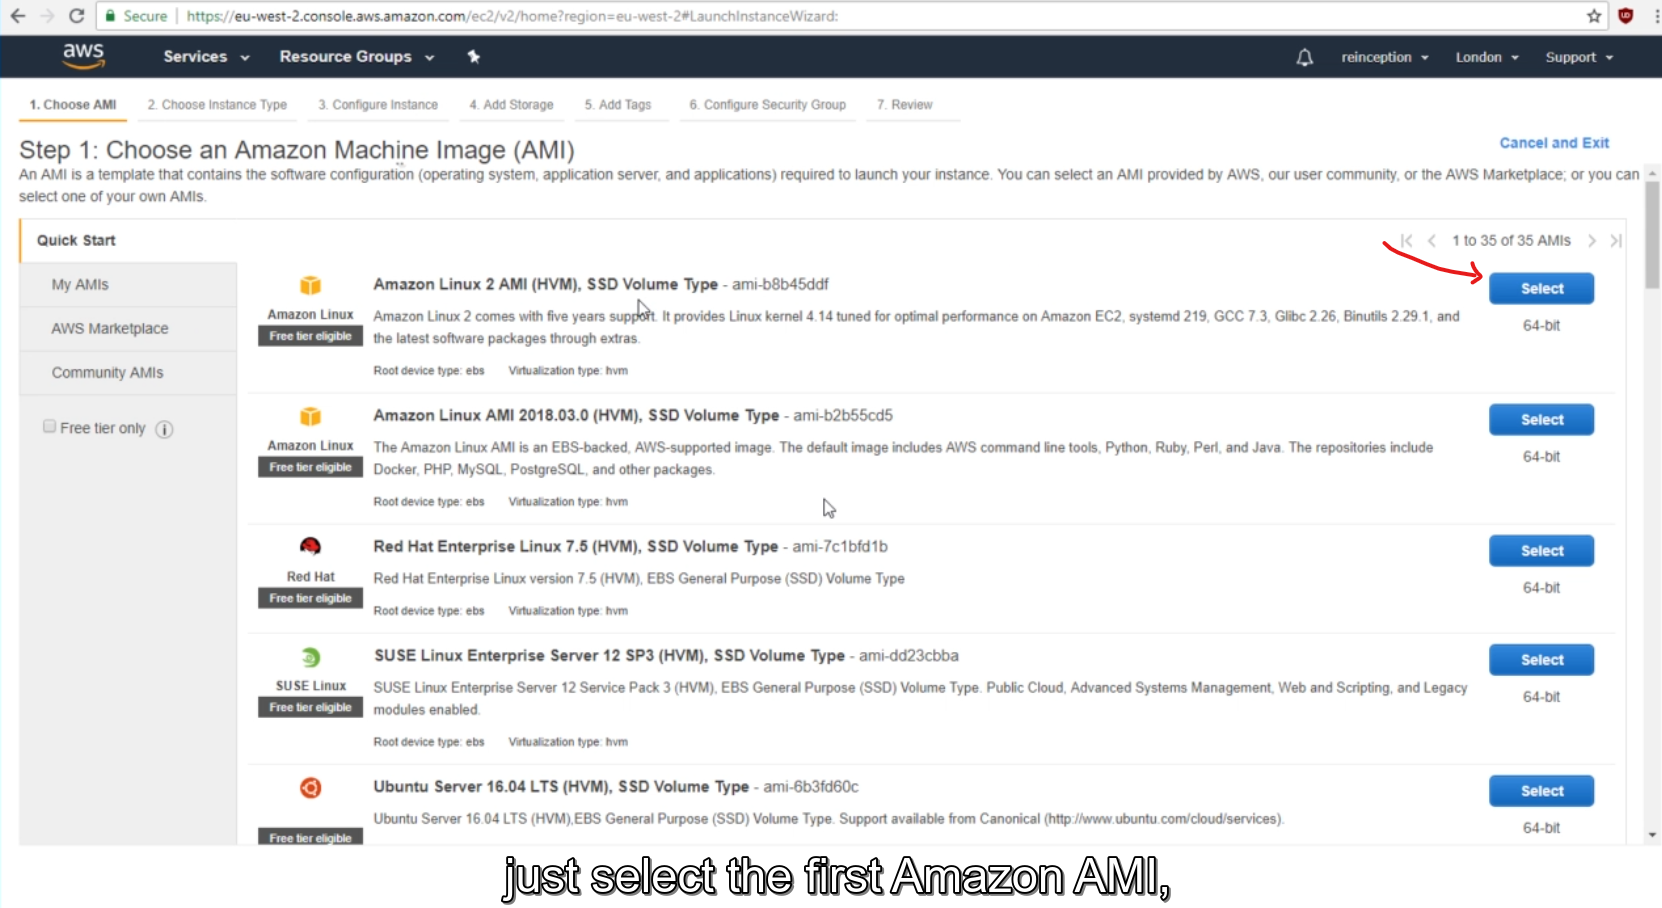 Secure https://eu-west-2.console.aws.amazon.com/ec2/v2/home?region=eu-west-2#LaunchInstanceWizard:
aws Services Resource Groups reinception London Support
1. Choose AMI 2. Choose Instance Type 3. Configure Instance 4. Add Storage 5. Add Tags 6. Configure Security Group 7. Review
Step 1: Choose an Amazon Machine Image (AMI)
Cancel and Exit
An AMI is a template that contains the software configuration (operating system, application server, and applications) required to launch your instance. You can select an AMI provided by AWS, our user community, or the AWS Marketplace; or you can
select one of your own AMIs.
Quick Start
1 to 35 of 35 AMIs
My AMIs
AWS Marketplace
Community AMIs
Free tier only
Amazon Linux
Free tier eligible
Amazon Linux 2 AMI (HVM), SSD Volume Type - ami-b8b45ddf
Amazon Linux 2 comes with five years support. It provides Linux kernel 4.14 tuned for optimal performance on Amazon EC2, systemd 219, GCC 7.3, Glibc 2.26, Binutils 2.29.1, and
the latest software packages through extras.
Root device type: ebs Virtualization type: hvm
Select
64-bit
Amazon Linux
Free tier eligible
Amazon Linux AMI 2018.03.0 (HVM), SSD Volume Type - ami-b2b55cd5
The Amazon Linux AMI is an EBS-backed, AWS-supported image. The default image includes AWS command line tools, Python, Ruby, Perl, and Java. The repositories include
Docker, PHP, MySQL, PostgreSQL, and other packages.
Root device type: ebs Virtualization type: hvm
Select
64-bit
Red Hat
Free tier eligible
Red Hat Enterprise Linux 7.5 (HVM), SSD Volume Type - ami-7c1bfd1b
Red Hat Enterprise Linux version 7.5 (HVM), EBS General Purpose (SSD) Volume Type
Root device type: ebs Virtualization type: hvm
Select
64-bit
SUSE Linux
Free tier eligible
SUSE Linux Enterprise Server 12 SP3 (HVM), SSD Volume Type - ami-dd23cbba
SUSE Linux Enterprise Server 12 Service Pack 3 (HVM), EBS General Purpose (SSD) Volume Type. Public Cloud, Advanced Systems Management, Web and Scripting, and Legacy
modules enabled.
Root device type: ebs Virtualization type: hvm
Select
64-bit
Free tier eligible
Ubuntu Server 16.04 LTS (HVM), SSD Volume Type - ami-6b3fd60c
Ubuntu Server 16.04 LTS (HVM),EBS General Purpose (SSD) Volume Type. Support available from Canonical (http://www.ubuntu.com/cloud/services).
Select
64-bit
just select the first Amazon AMI,